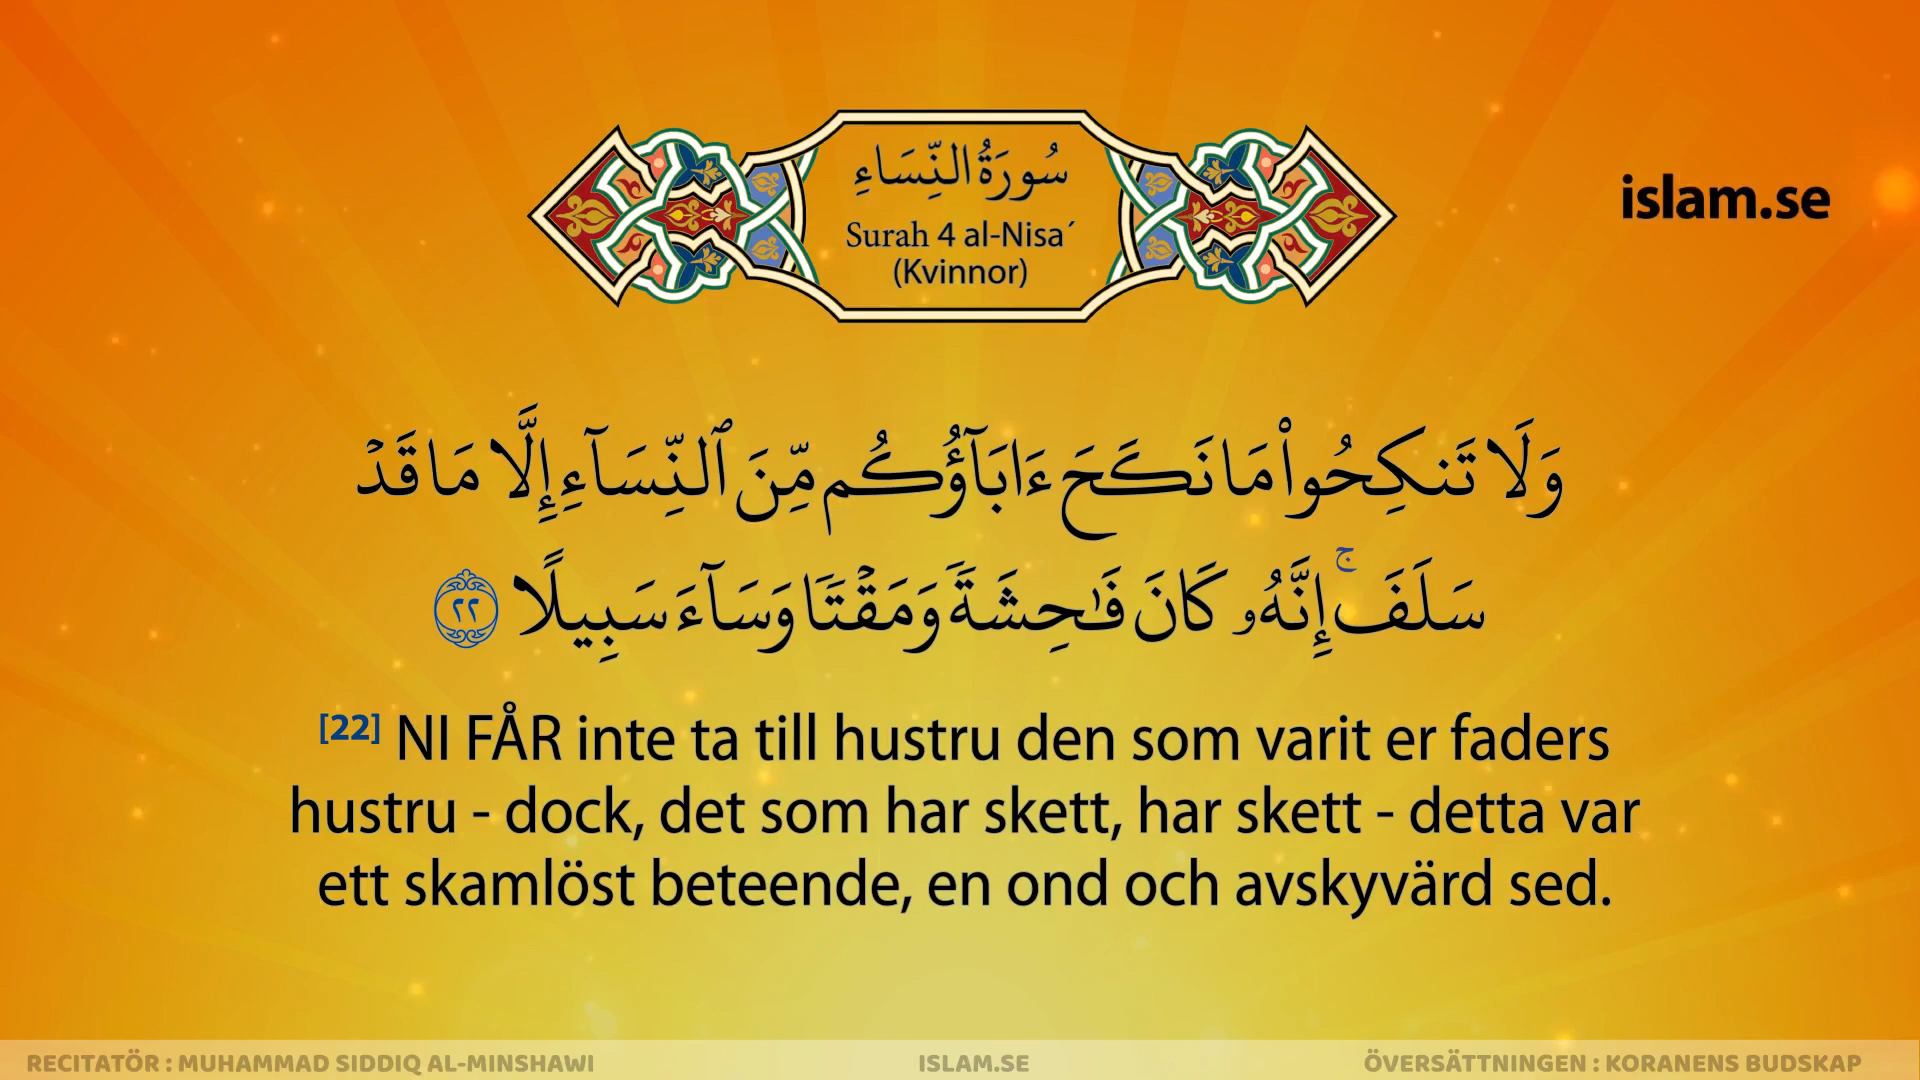 سُورَةُ النِّسَاءِ
Surah 4 al-Nisa´
(Kvinnor)
islam.se
وَلَا تَنكِحُوا۟ مَا نَكَحَ ءَابَآؤُكُم مِّنَ ٱلنِّسَآءِ إِلَّا مَا قَدْ
سَلَفَ ۚ إِنَّهُۥ كَانَ فَـٰحِشَةً وَمَقْتًا وَسَآءَ سَبِيلًا ٢٢
[22] NI FÅR inte ta till hustru den som varit er faders
hustru - dock, det som har skett, har skett - detta var
ett skamlöst beteende, en ond och avskyvärd sed.
RECITATÖR : MUHAMMAD SIDDIQ AL-MINSHAWI
ISLAM.SE
ÖVERSÄTTNINGEN : KORANENS BUDSKAP